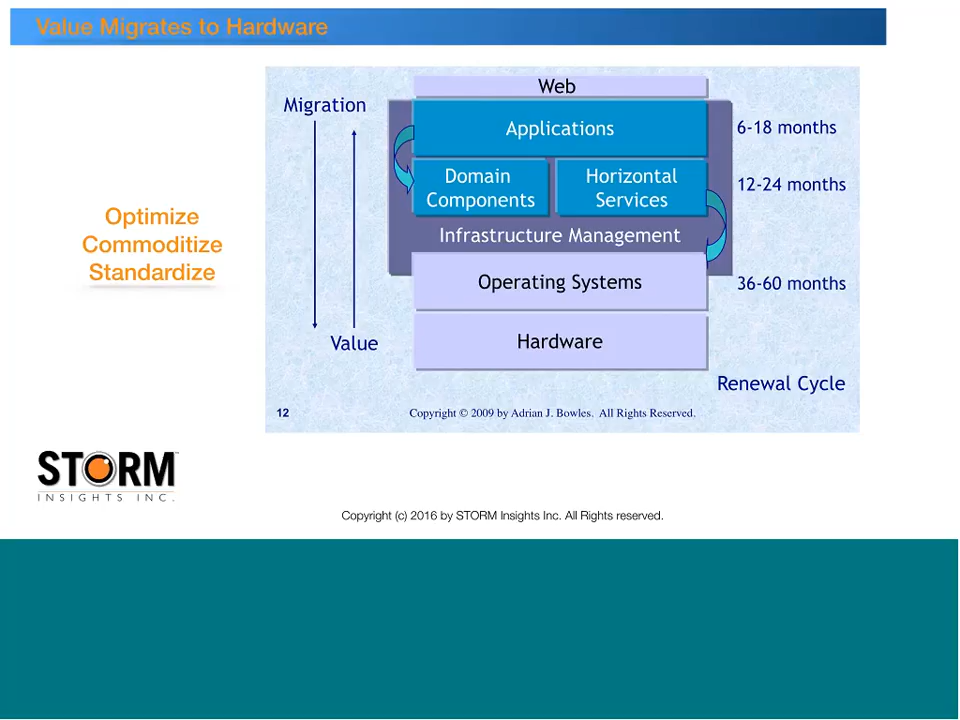 Value Migrates to Hardware
Migration
Web
Applications
6-18 months
Domain
Components
Horizontal
Services
12-24 months
Optimize
Commoditize
Standardize
Infrastructure Management
Operating Systems
36-60 months
Value
Hardware
Renewal Cycle
12
Copyright © 2009 by Adrian J. Bowles. All Rights Reserved.
STORM™
INSIGHTS INC.
Copyright (c) 2016 by STORM Insights Inc. All Rights reserved.